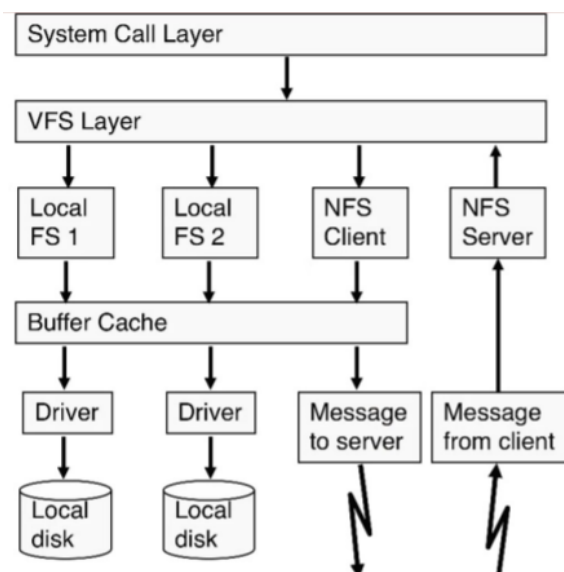 System Call Layer
VFS Layer
Local
FS 1
Local
FS 2
NFS
Client
NFS
Server
Buffer Cache
Driver
Driver
Message
to server
Message
from client
Local
disk
Local
disk